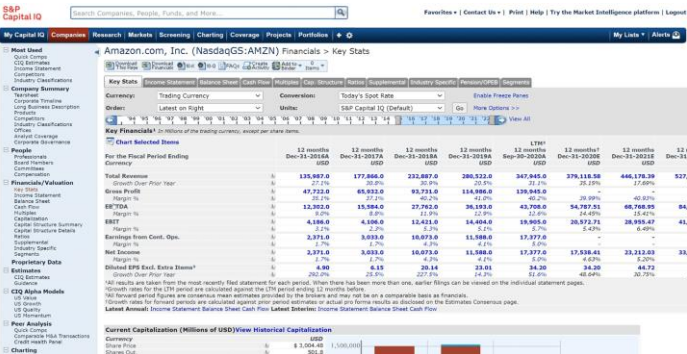 S&P
Capital IQ
Search Companies, People, Funds, and More...
Favorites | Contact Us | Print | Help | Try the Market Intelligence platform | Logout
My Capital IQ Companies Research Markets Screening Charting Coverage Projects Portfolios
My Lists Alerts
Amazon.com, Inc. (NasdaqGS:AMZN) Financials > Key Stats
Most Used
Quick Comps
CIQ Estimates
Income Statement
Competitors
Industry Classifications
Company Summary
Tearsheet
Corporate Timeline
Long Business Description
Products
Competitors
Industry Classifications
Offices
Analyst Coverage
Corporate Governance
People
Professionals
Board Members
Committees
Compensation
Financials/Valuation
Key Stats
Income Statement
Balance Sheet
Cash Flow
Multiples
Capitalization
Capital Structure Summary
Capital Structure Details
Ratios
Supplemental
Industry Specific
Segments
Proprietary Data
Estimates
CIQ Estimates
Guidance
CIQ Alpha Models
US Value
US Growth
US Quality
US Momentum
Peer Analysis
Quick Comps
Comparable M&A Transactions
Credit Health Panel
Charting
Key Stats Income Statement Balance Sheet Cash Flow Multiples Cap. Structure Ratios Supplemental Industry Specific Pension/OPEB Segments
Currency: Trading Currency Conversion: Today's Spot Rate Enable Freeze Panes
Order: Latest on Right Units: S&P Capital IQ (Default) Go More Options >>
View All
Key Financials¹ In Millions of the trading currency, except per share items.
Chart Selected Items
LTM²
12 months 12 months 12 months 12 months 12 months 12 months³ 12 months 12 m
For the Fiscal Period Ending Dec-31-2016A Dec-31-2017A Dec-31-2018A Dec-31-2019A Sep-30-2020A Dec-31-2020E Dec-31-2021E Dec-31
Currency USD USD USD USD USD USD USD
Total Revenue 135,987.0 177,866.0 232,887.0 280,522.0 347,945.0 379,118.58 446,178.39 527,
Growth Over Prior Year 27.1% 30.8% 30.9% 20.5% 31.1% 35.15% 17.69%
Gross Profit 47,722.0 65,932.0 93,731.0 114,986.0 139,943.0 - -
Margin % 35.1% 37.1% 40.2% 41.0% 40.2% 39.99% 40.93%
EBITDA 12,302.0 15,584.0 27,762.0 36,193.0 43,708.0 54,787.51 68,768.95 84,
Margin % 9.0% 8.8% 11.9% 12.9% 12.6% 14.45% 15.41%
EBIT 4,186.0 4,106.0 12,421.0 14,404.0 19,905.0 20,572.71 28,955.47 41,
Margin % 3.1% 2.3% 5.3% 5.1% 5.7% 5.43% 6.49%
Earnings from Cont. Ops. 2,371.0 3,033.0 10,073.0 11,588.0 17,377.0 - -
Margin % 1.7% 1.7% 4.3% 4.1% 5.0%
Net Income 2,371.0 3,033.0 10,073.0 11,588.0 17,377.0 17,536.41 23,212.03 33,
Margin % 1.7% 1.7% 4.3% 4.1% 5.0% 4.63% 5.20%
Diluted EPS Excl. Extra Items³ 4.90 6.15 20.14 23.01 34.20 34.20 44.72
Growth Over Prior Year 292.0% 25.5% 227.5% 14.3% 51.6% 48.64% 30.75%
¹All results are taken from the most recently filed statement for each period. When there has been more than one, earlier filings can be viewed on the individual statement pages.
²Growth rates for the LTM period are calculated against the LTM period ending 12 months before.
³All forward period figures are consensus mean estimates provided by the brokers and may not be on a comparable basis as financials.
Growth rates for forward periods are calculated against prior period estimates or actual pro forma results as disclosed on the Estimates Consensus page.
Latest Annual: Income Statement Balance Sheet Cash Flow Latest Interim: Income Statement Balance Sheet Cash Flow
Current Capitalization (Millions of USD) View Historical Capitalization
Currency USD
Share Price $ 3,004.48 1,500,000
Shares Out. 501.8